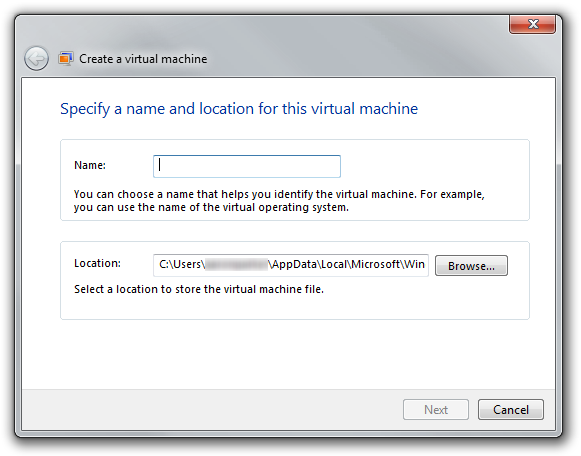 Create a virtual machine
Specify a name and location for this virtual machine
Name:
You can choose a name that helps you identify the virtual machine. For example,
you can use the name of the virtual operating system.
Location: C:\Users\ \AppData\Local\Microsoft\Win Browse...
Select a location to store the virtual machine file.
Next Cancel